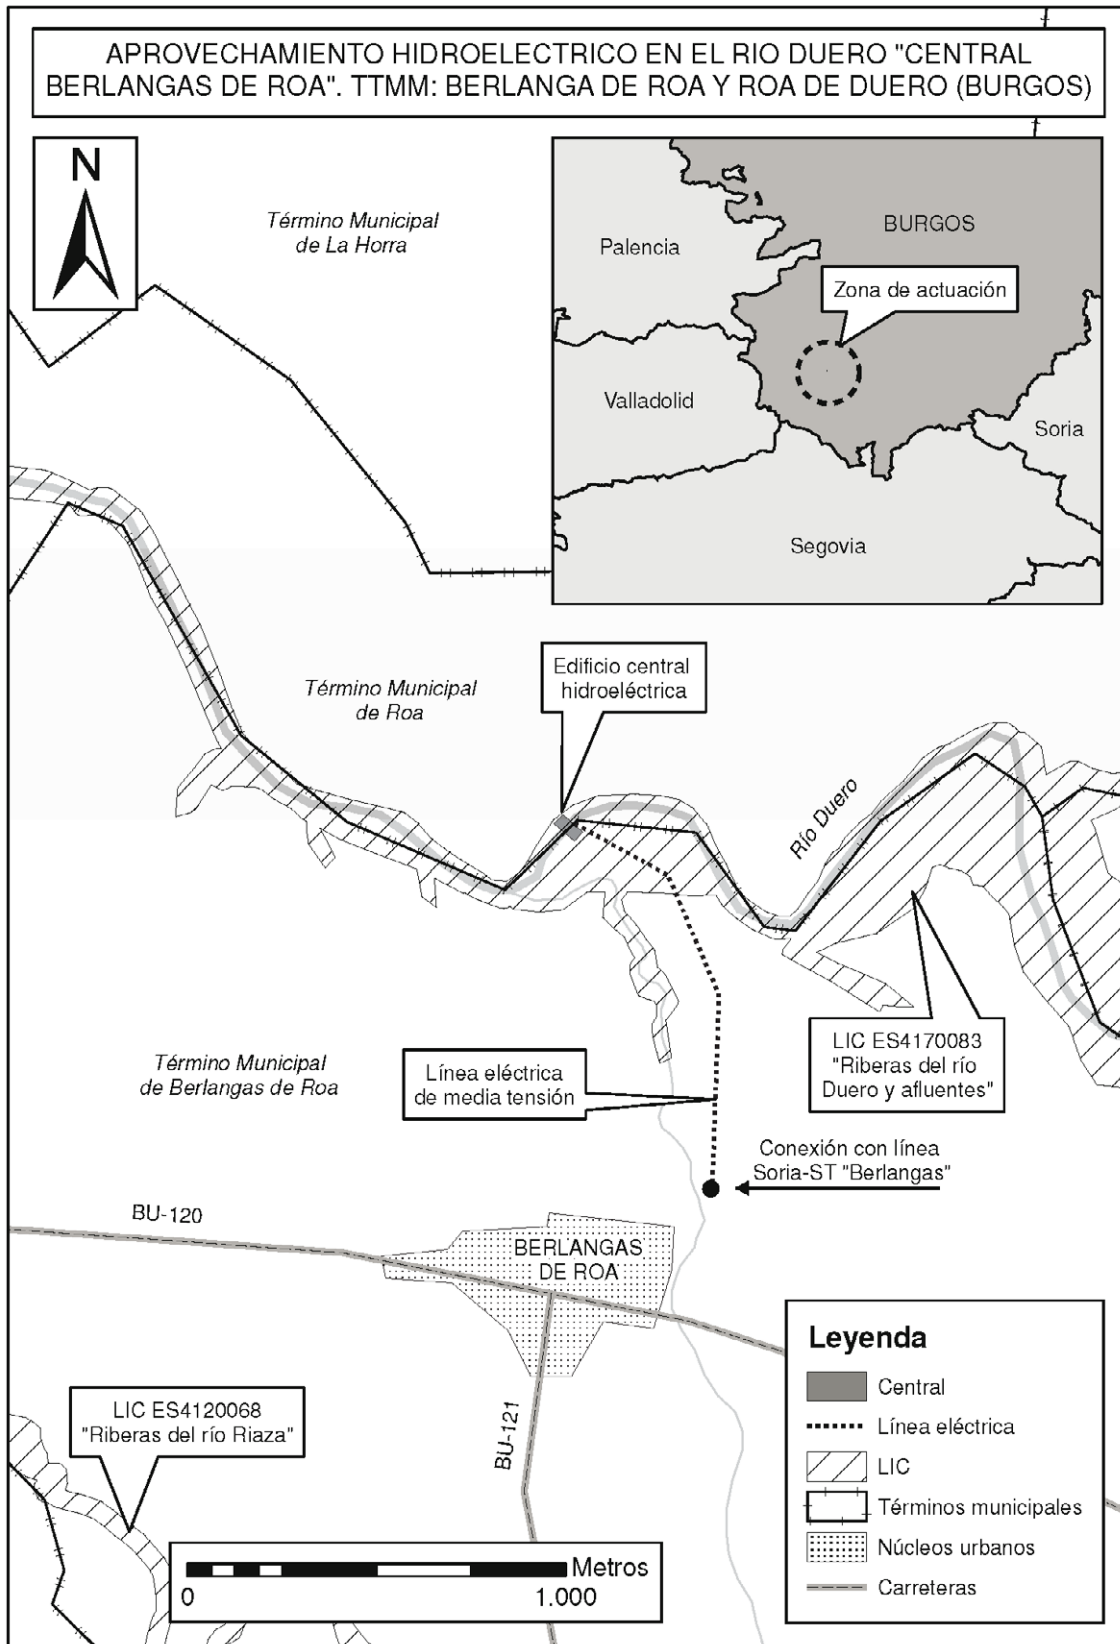 APROVECHAMIENTO HIDROELECTRICO EN EL RIO DUERO "CENTRAL
BERLANGAS DE ROA". TTMM: BERLANGA DE ROA Y ROA DE DUERO (BURGOS)
N
Término Municipal
de La Horra
BURGOS
Palencia
Zona de actuación
Valladolid
Soria
Segovia
Edificio central
hidroeléctrica
Término Municipal
de Roa
Río Duero
LIC ES4170083
"Riberas del río
Duero y afluentes"
Término Municipal
de Berlangas de Roa
Línea eléctrica
de media tensión
Conexión con línea
Soria-ST "Berlangas"
BU-120
BERLANGAS
DE ROA
BU-121
LIC ES4120068
"Riberas del río Riaza"
Leyenda
Central
Línea eléctrica
LIC
Términos municipales
Núcleos urbanos
Carreteras
Metros
0
1.000